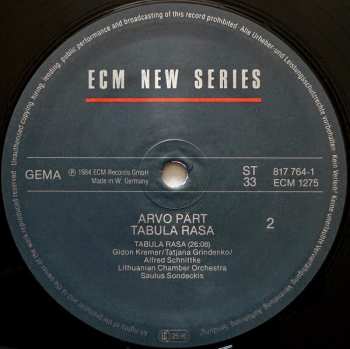 ECM NEW SERIES
GEMA
℗ 1984 ECM Records GmbH
Made in W. Germany
ST
33
817 764-1
ECM 1275
ARVO PÄRT
TABULA RASA
2
TABULA RASA (26:08)
Gidon Kremer/Tatjana Grindenko/
Alfred Schnittke
Lithuanian Chamber Orchestra
Saulus Sondeckis
Unauthorized copying, hiring, lending, public performance and broadcasting of this record prohibited
Alle Urheber- und Leistungsschutzrechte vorbehalten
Kein Verleih!